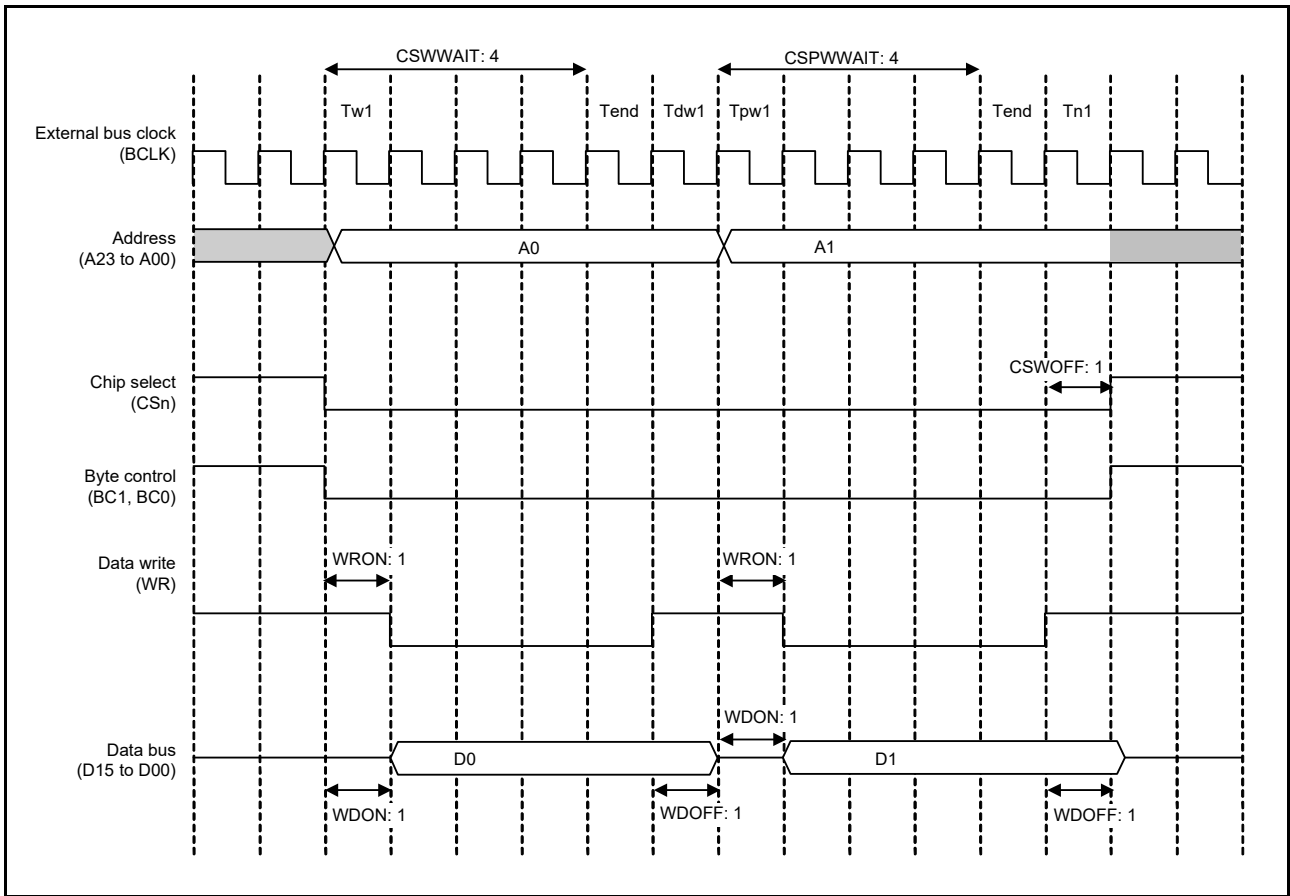 CSWWAIT: 4
CSPWWAIT: 4
Tw1
Tend
Tdw1
Tpw1
Tend
Tn1
External bus clock
(BCLK)
Address
(A23 to A00)
A0
A1
Chip select
(CSn)
CSWOFF: 1
Byte control
(BC1, BC0)
Data write
(WR)
WRON: 1
WRON: 1
WDON: 1
Data bus
(D15 to D00)
D0
D1
WDON: 1
WDOFF: 1
WDOFF: 1